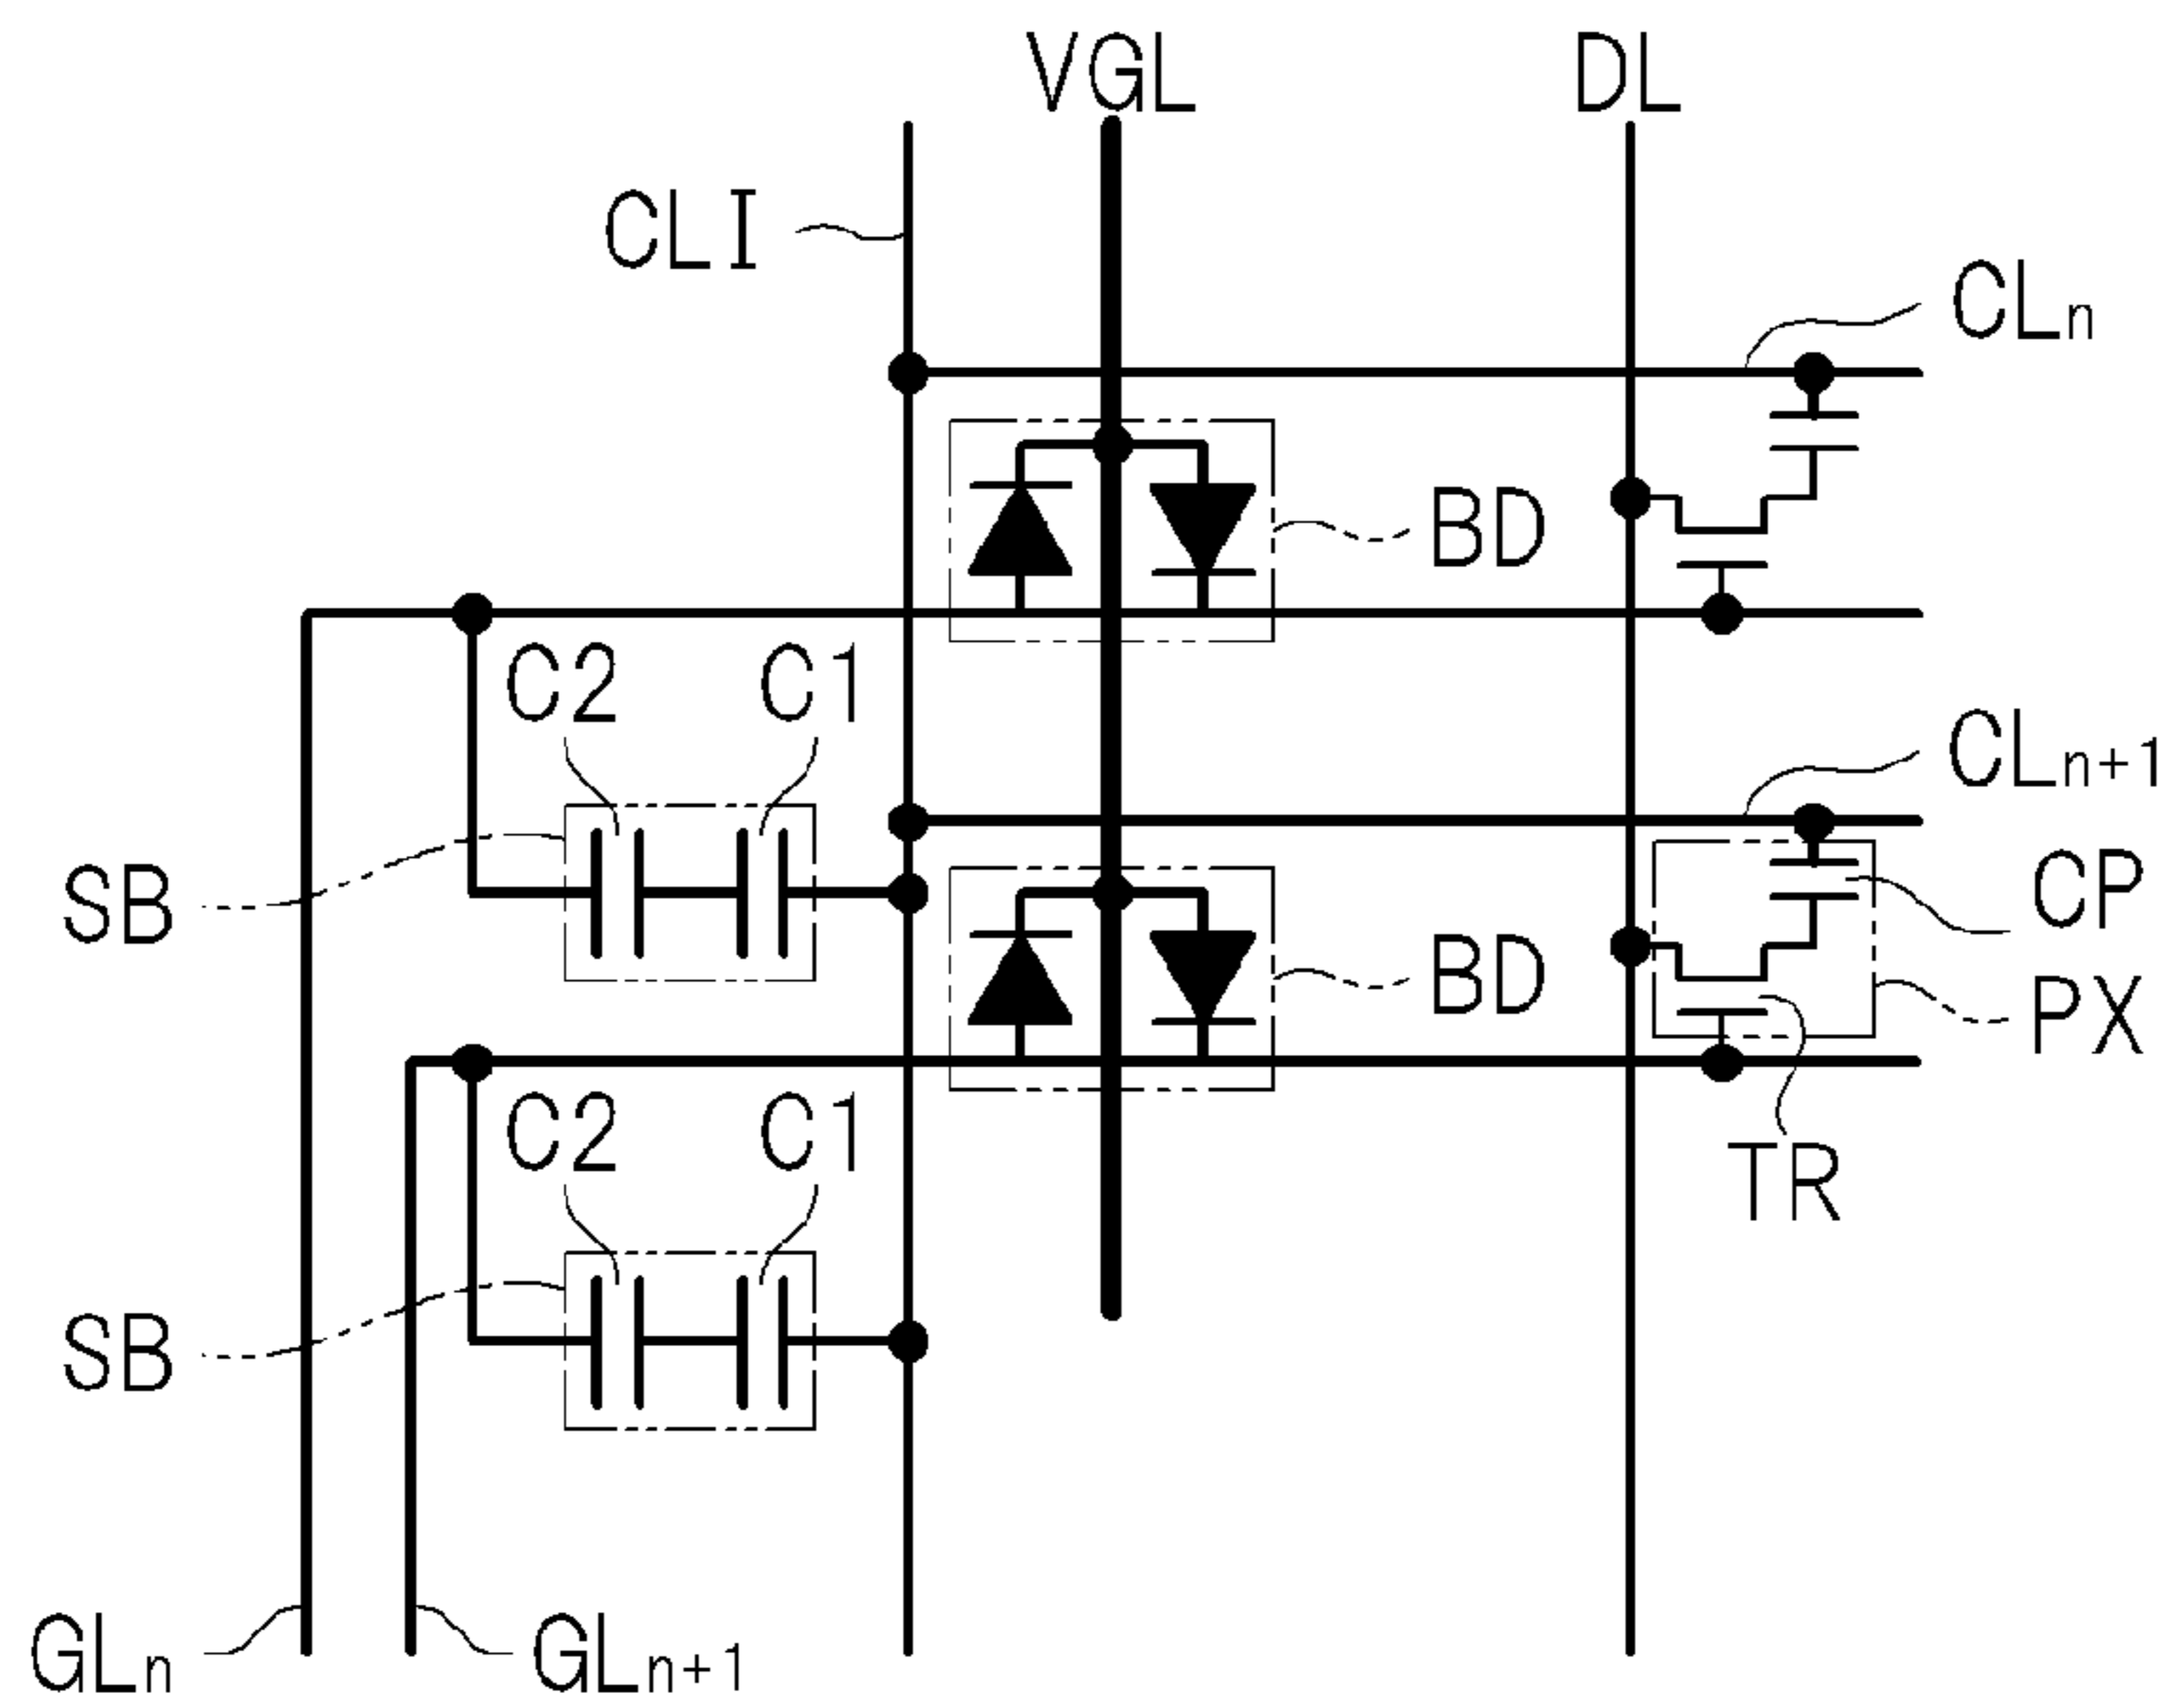 VGL DL
CLI
CLn
BD
C2 C1
CLn+1
SB
CP
BD
PX
C2 C1
TR
SB
GLn GLn+1